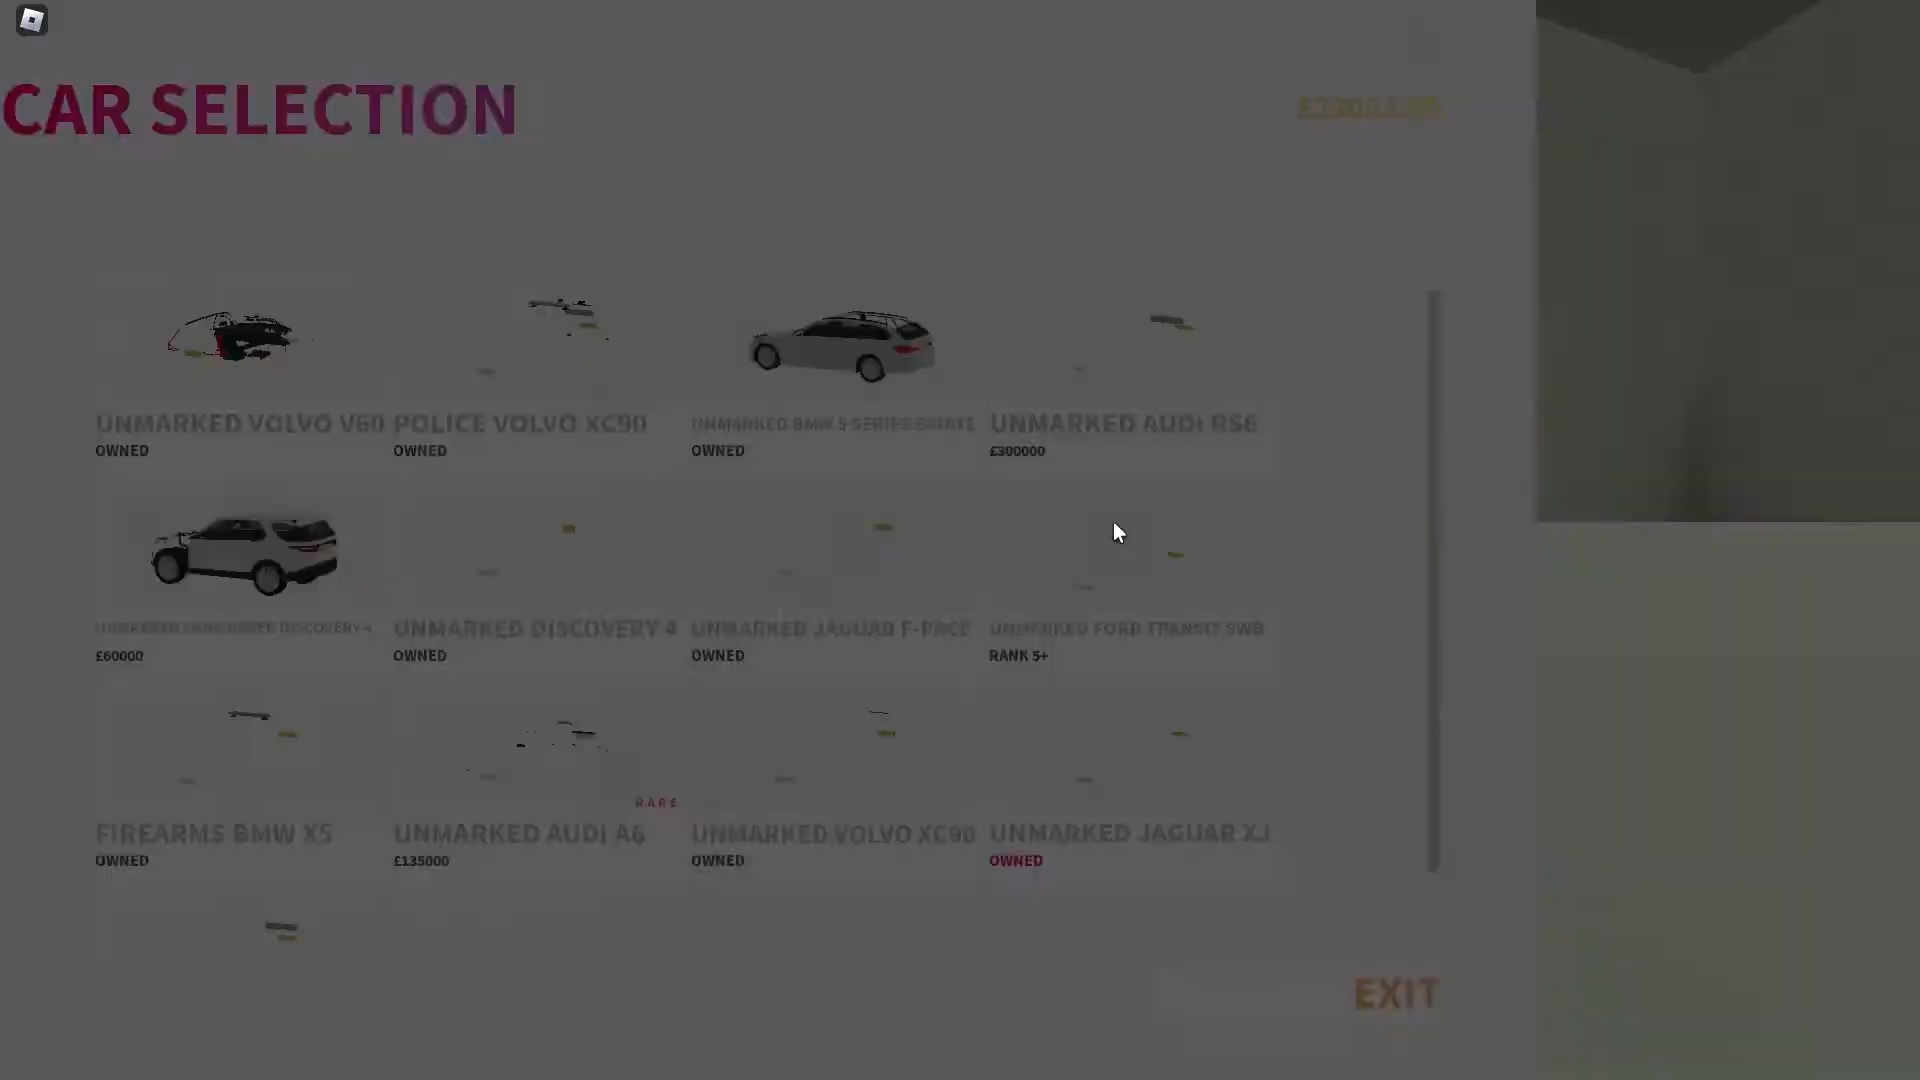 CAR SELECTION
UNMARKED VOLVO V60 POLICE VOLVO XC90 UNMARKED BMW 5 SERIES ESTATE UNMARKED AUDI RS6
OWNED OWNED OWNED £300000
DISCOVERY 4 UNMARKED DISCOVERY 4 UNMARKED JAGUAR F-PACE UNMARKED FORD TRANSIT SWB
£60000 OWNED OWNED RANK 5+
RARE
FIREARMS BMW X5 UNMARKED AUDI A6 UNMARKED VOLVO XC90 UNMARKED JAGUAR XJ
OWNED £135000 OWNED OWNED
EXIT